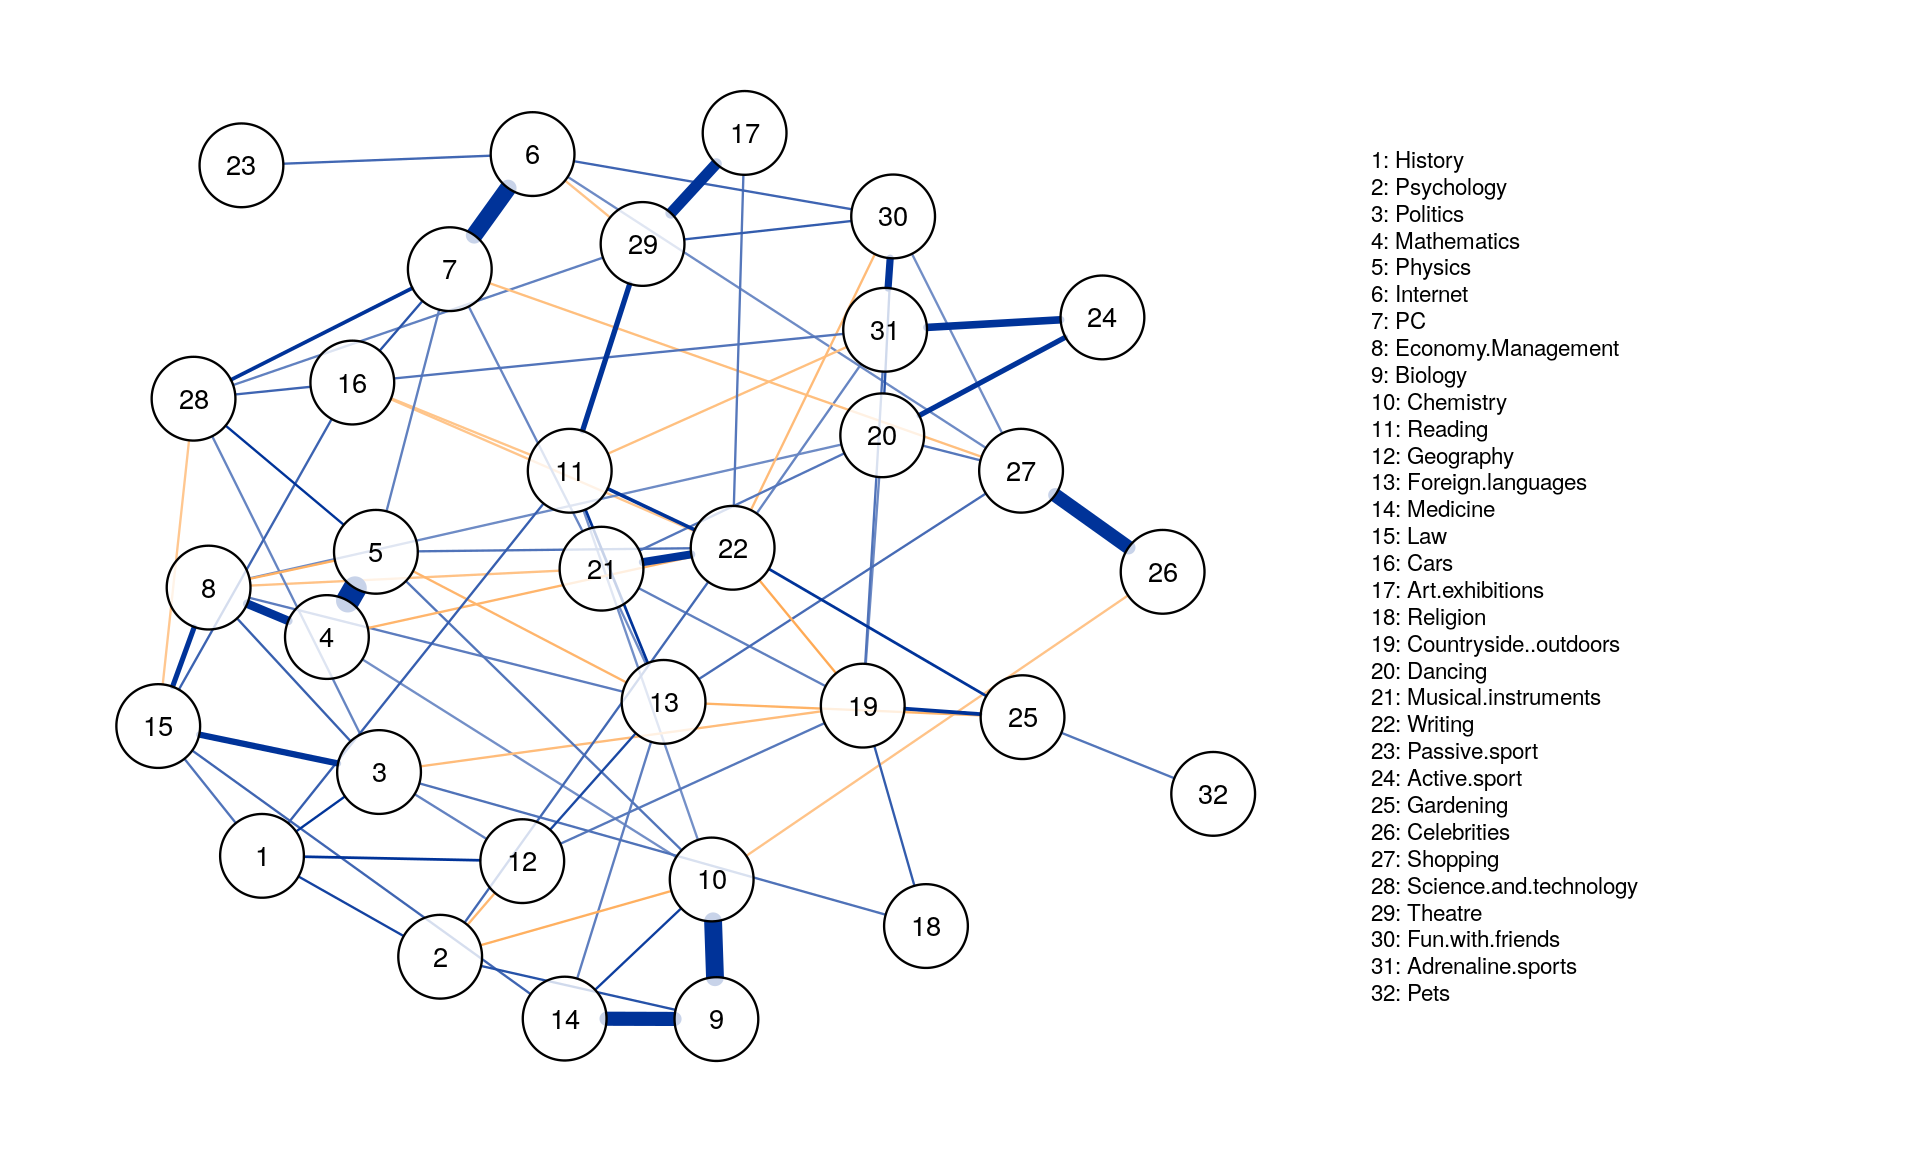 17
6
23
30
29
7
24
31
16
28
20
11
27
22
5
21
26
8
4
13
19
25
15
3
32
1
12
10
18
2
14
9
1: History
2: Psychology
3: Politics
4: Mathematics
5: Physics
6: Internet
7: PC
8: Economy.Management
9: Biology
10: Chemistry
11: Reading
12: Geography
13: Foreign.languages
14: Medicine
15: Law
16: Cars
17: Art.exhibitions
18: Religion
19: Countryside..outdoors
20: Dancing
21: Musical.instruments
22: Writing
23: Passive.sport
24: Active.sport
25: Gardening
26: Celebrities
27: Shopping
28: Science.and.technology
29: Theatre
30: Fun.with.friends
31: Adrenaline.sports
32: Pets